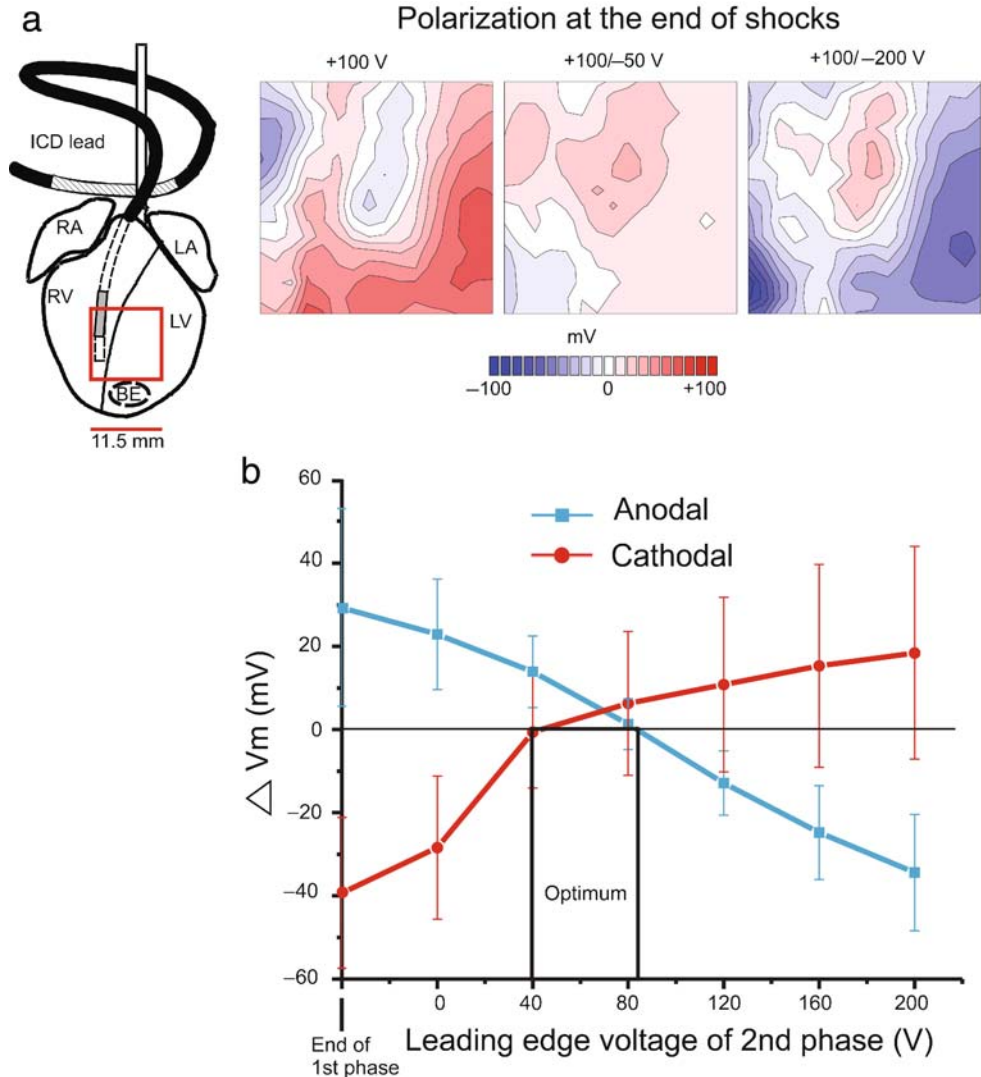 a
Polarization at the end of shocks
+100 V
+100/–50 V
+100/–200 V
ICD lead
RA
LA
RV
LV
BE
11.5 mm
mV
–100
0
+100
b
60
40
20
0
–20
–40
–60
△ Vm (mV)
Anodal
Cathodal
Optimum
0
40
80
120
160
200
End of
1st phase
Leading edge voltage of 2nd phase (V)